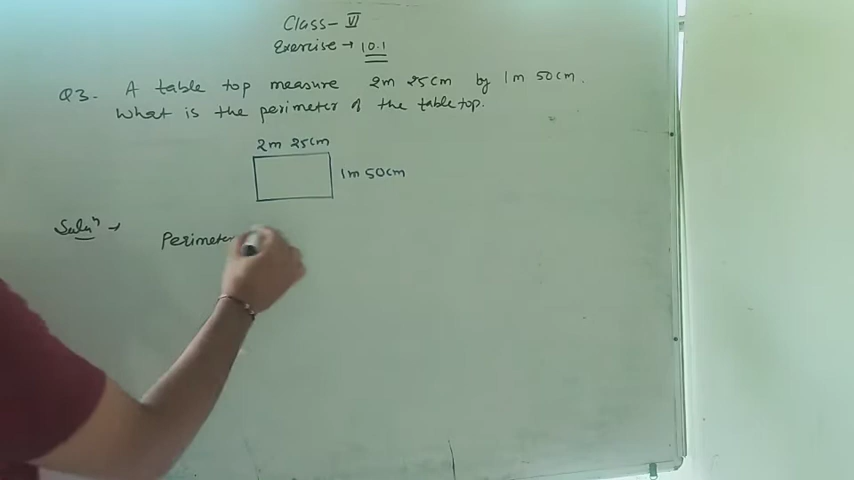 Class- VI
Exercise → 10.1
Q3. A table top measure 2m 25cm by 1m 50cm.
What is the perimeter of the table top.
2m 25cm
1m 50cm
Soluⁿ →
Perimeter